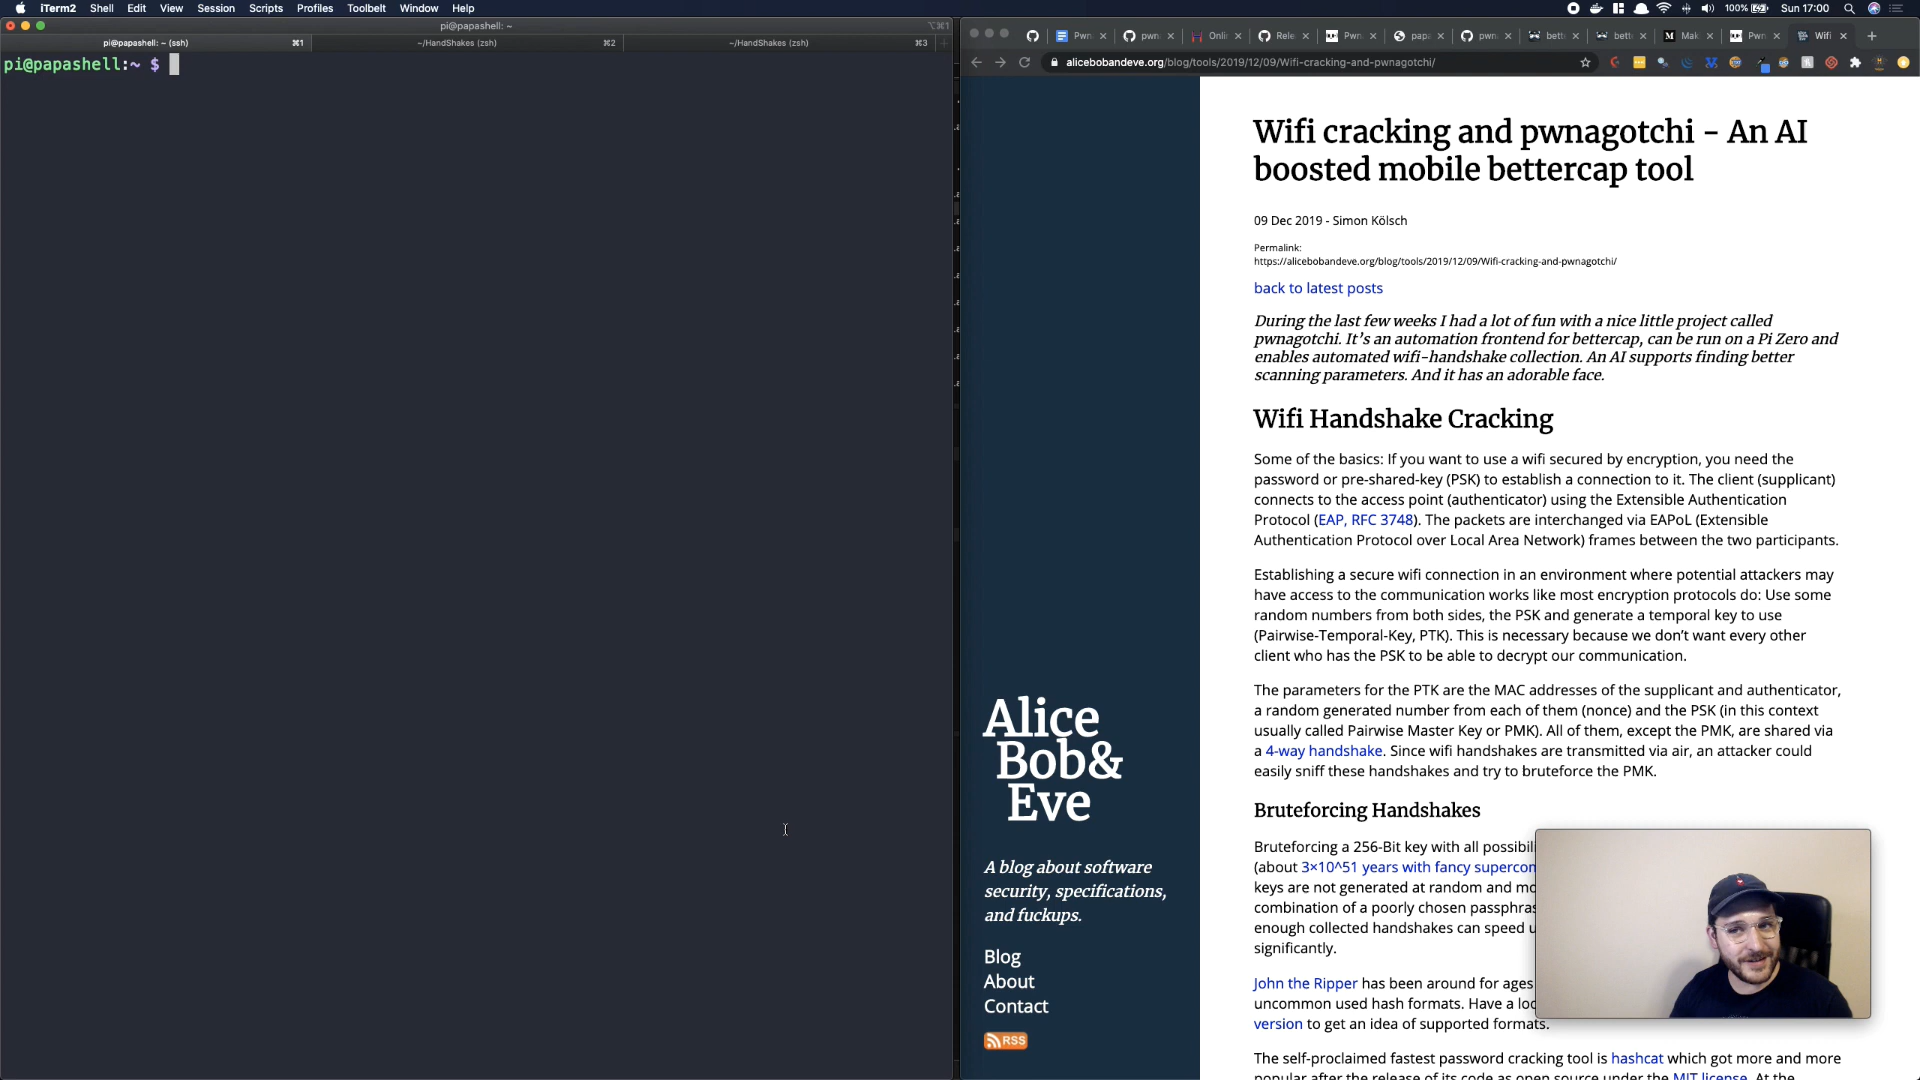 iTerm2 Shell Edit View Session Scripts Profiles Toolbelt Window Help
100%
Sun 17:00
pi@papashell: ~
⌥⌘1
pi@papashell: ~ (ssh) ⌘1
~/HandShakes (zsh) ⌘2
~/HandShakes (zsh) ⌘3
pi@papashell:~ $
Pwn
pwn
Onli
Rele
Pwn
papa
pwn
bett
bett
Mak
Pwn
Wifi
alicebobandeve.org/blog/tools/2019/12/09/Wifi-cracking-and-pwnagotchi/
Wifi cracking and pwnagotchi - An AI
boosted mobile bettercap tool
09 Dec 2019 - Simon Kölsch
Permalink:
https://alicebobandeve.org/blog/tools/2019/12/09/Wifi-cracking-and-pwnagotchi/
back to latest posts
During the last few weeks I had a lot of fun with a nice little project called
pwnagotchi. It's an automation frontend for bettercap, can be run on a Pi Zero and
enables automated wifi-handshake collection. An AI supports finding better
scanning parameters. And it has an adorable face.
Wifi Handshake Cracking
Some of the basics: If you want to use a wifi secured by encryption, you need the
password or pre-shared-key (PSK) to establish a connection to it. The client (supplicant)
connects to the access point (authenticator) using the Extensible Authentication
Protocol (EAP, RFC 3748). The packets are interchanged via EAPoL (Extensible
Authentication Protocol over Local Area Network) frames between the two participants.
Establishing a secure wifi connection in an environment where potential attackers may
have access to the communication works like most encryption protocols do: Use some
random numbers from both sides, the PSK and generate a temporal key to use
(Pairwise-Temporal-Key, PTK). This is necessary because we don't want every other
client who has the PSK to be able to decrypt our communication.
The parameters for the PTK are the MAC addresses of the supplicant and authenticator,
a random generated number from each of them (nonce) and the PSK (in this context
usually called Pairwise Master Key or PMK). All of them, except the PMK, are shared via
a 4-way handshake. Since wifi handshakes are transmitted via air, an attacker could
easily sniff these handshakes and try to bruteforce the PMK.
Bruteforcing Handshakes
Bruteforcing a 256-Bit key with all possibili
(about 3×10^51 years with fancy supercom
keys are not generated at random and mo
combination of a poorly chosen passphras
enough collected handshakes can speed u
significantly.
John the Ripper has been around for ages
uncommon used hash formats. Have a loo
version to get an idea of supported formats.
The self-proclaimed fastest password cracking tool is hashcat which got more and more
popular after the release of its code as open source under the MIT license. At the
Alice
Bob&
Eve
A blog about software
security, specifications,
and fuckups.
Blog
About
Contact
RSS